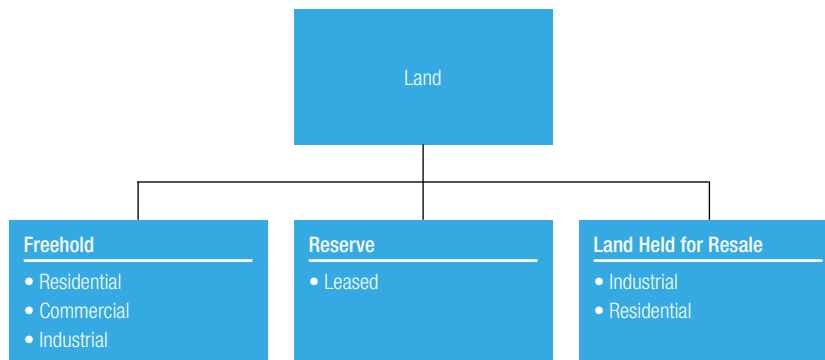 Land
Freehold
• Residential
• Commercial
• Industrial
Reserve
• Leased
Land Held for Resale
• Industrial
• Residential